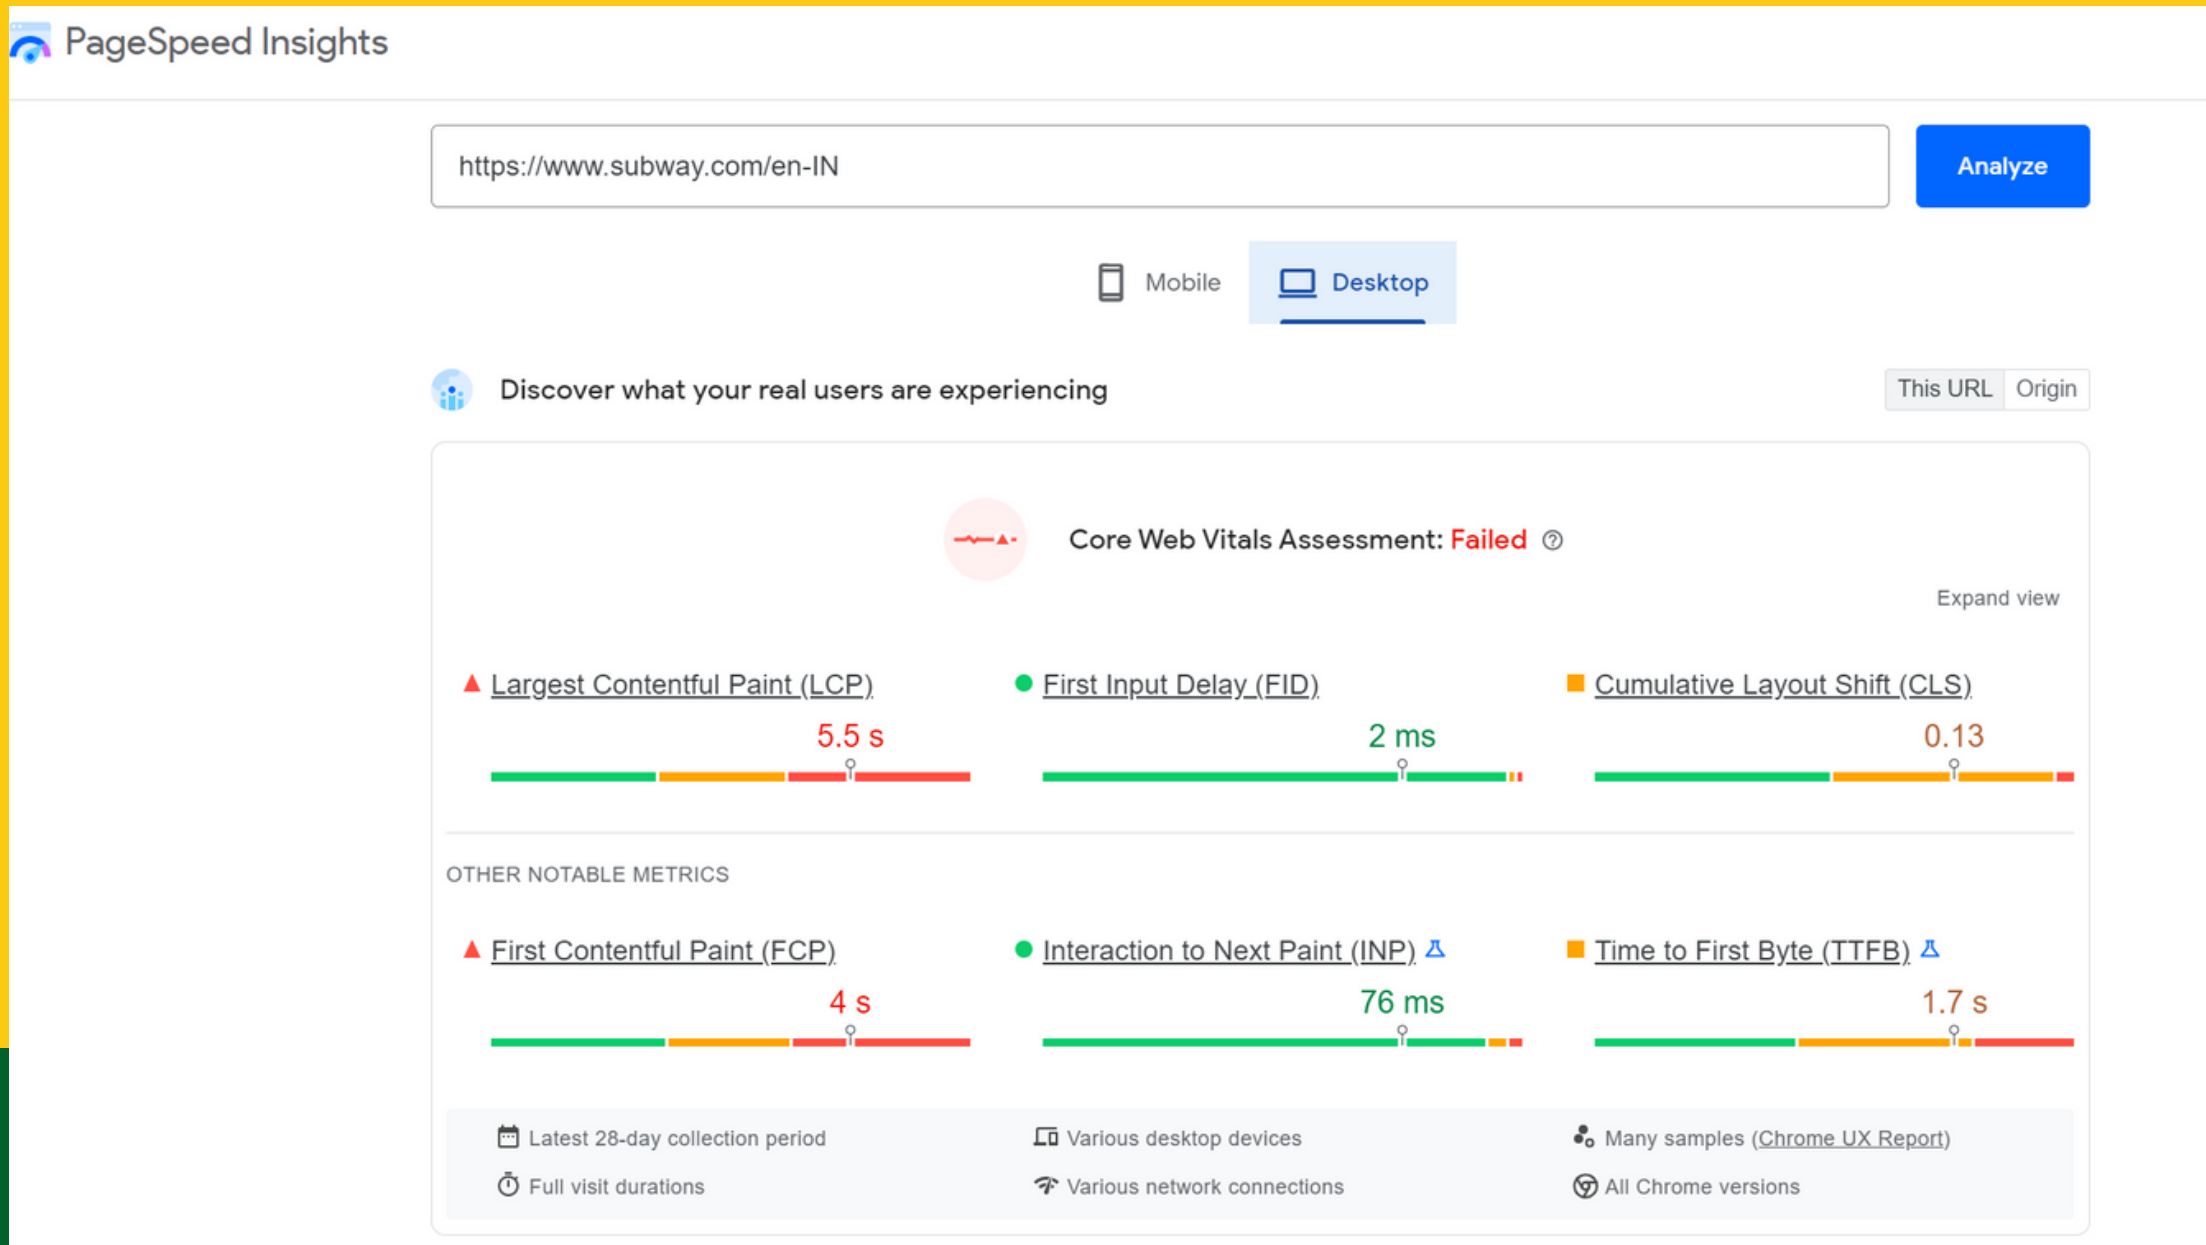 PageSpeed Insights
https://www.subway.com/en-IN
Analyze
Mobile
Desktop
Discover what your real users are experiencing
This URL
Origin
Core Web Vitals Assessment: Failed
Expand view
Largest Contentful Paint (LCP)
5.5 s
First Input Delay (FID)
2 ms
Cumulative Layout Shift (CLS)
0.13
OTHER NOTABLE METRICS
First Contentful Paint (FCP)
4 s
Interaction to Next Paint (INP)
76 ms
Time to First Byte (TTFB)
1.7 s
Latest 28-day collection period
Various desktop devices
Many samples (Chrome UX Report)
Full visit durations
Various network connections
All Chrome versions